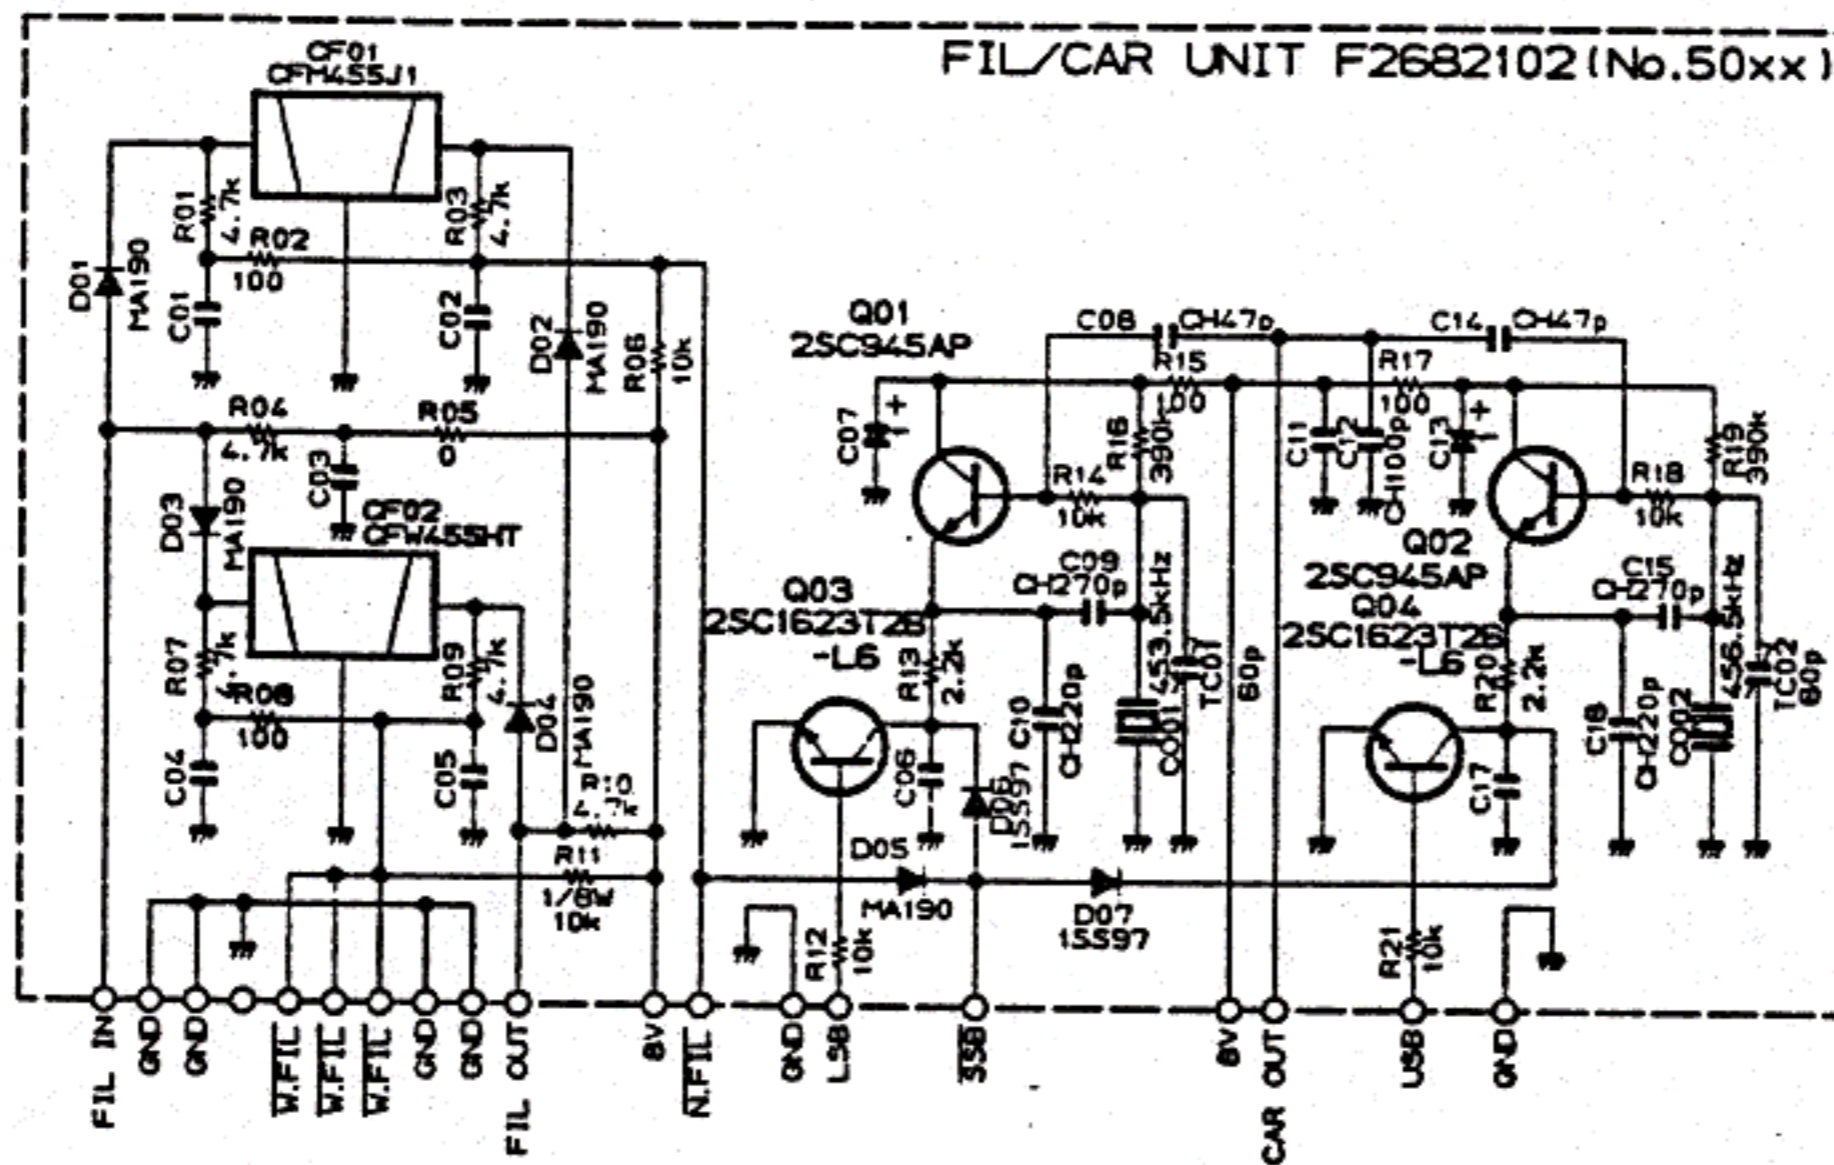 FIL/CAR UNIT F2682102(No.50xx)
CF01
CFM455J1
R01
4.7k
R03
4.7k
R02
100
D01
MA190
C01
C02
D02
MA190
R06
10k
R04
4.7k
R05
0
C03
D03
MA190
CF02
CFW455HT
R07
4.7k
R09
4.7k
R08
100
D04
MA190
C04
C05
R10
4.7k
R11
1/8W
10k
Q01
2SC945AP
C08
CH47p
C14
CH47p
R15
100
R17
100
C07
+
R16
390k
C11
C12
CH100p
C13
+
R19
390k
R14
10k
R18
10k
Q02
2SC945AP
C09
CH270p
C15
CH270p
Q03
2SC1623T2B
-L6
Q04
2SC1623T2B
-L6
R13
2.2k
R20
2.2k
453.5kHz
CO01
TC01
60p
456.5kHz
CO02
TC02
60p
C10
CH220p
C18
CH220p
C06
D06
1SS97
C17
D05
MA190
D07
1SS97
R12
10k
R21
10k
FIL IN
GND
GND
W.FIL
W.FIL
W.FIL
GND
GND
FIL OUT
8V
N.FIL
GND
LSB
SSB
8V
CAR OUT
USB
GND